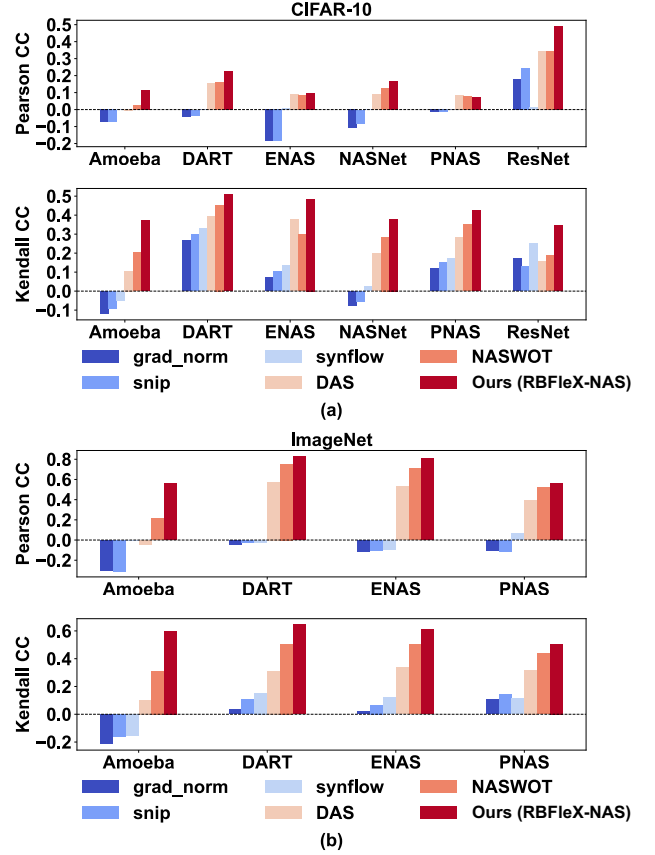 CIFAR-10
Pearson CC
0.5
0.4
0.3
0.2
0.1
0.0
−0.1
−0.2
Amoeba DART ENAS NASNet PNAS ResNet
Kendall CC
0.5
0.4
0.3
0.2
0.1
0.0
−0.1
Amoeba DART ENAS NASNet PNAS ResNet
grad_norm synflow NASWOT
snip DAS Ours (RBFleX-NAS)
(a)
ImageNet
Pearson CC
0.8
0.6
0.4
0.2
0.0
−0.2
Amoeba DART ENAS PNAS
Kendall CC
0.6
0.4
0.2
0.0
−0.2
Amoeba DART ENAS PNAS
grad_norm synflow NASWOT
snip DAS Ours (RBFleX-NAS)
(b)